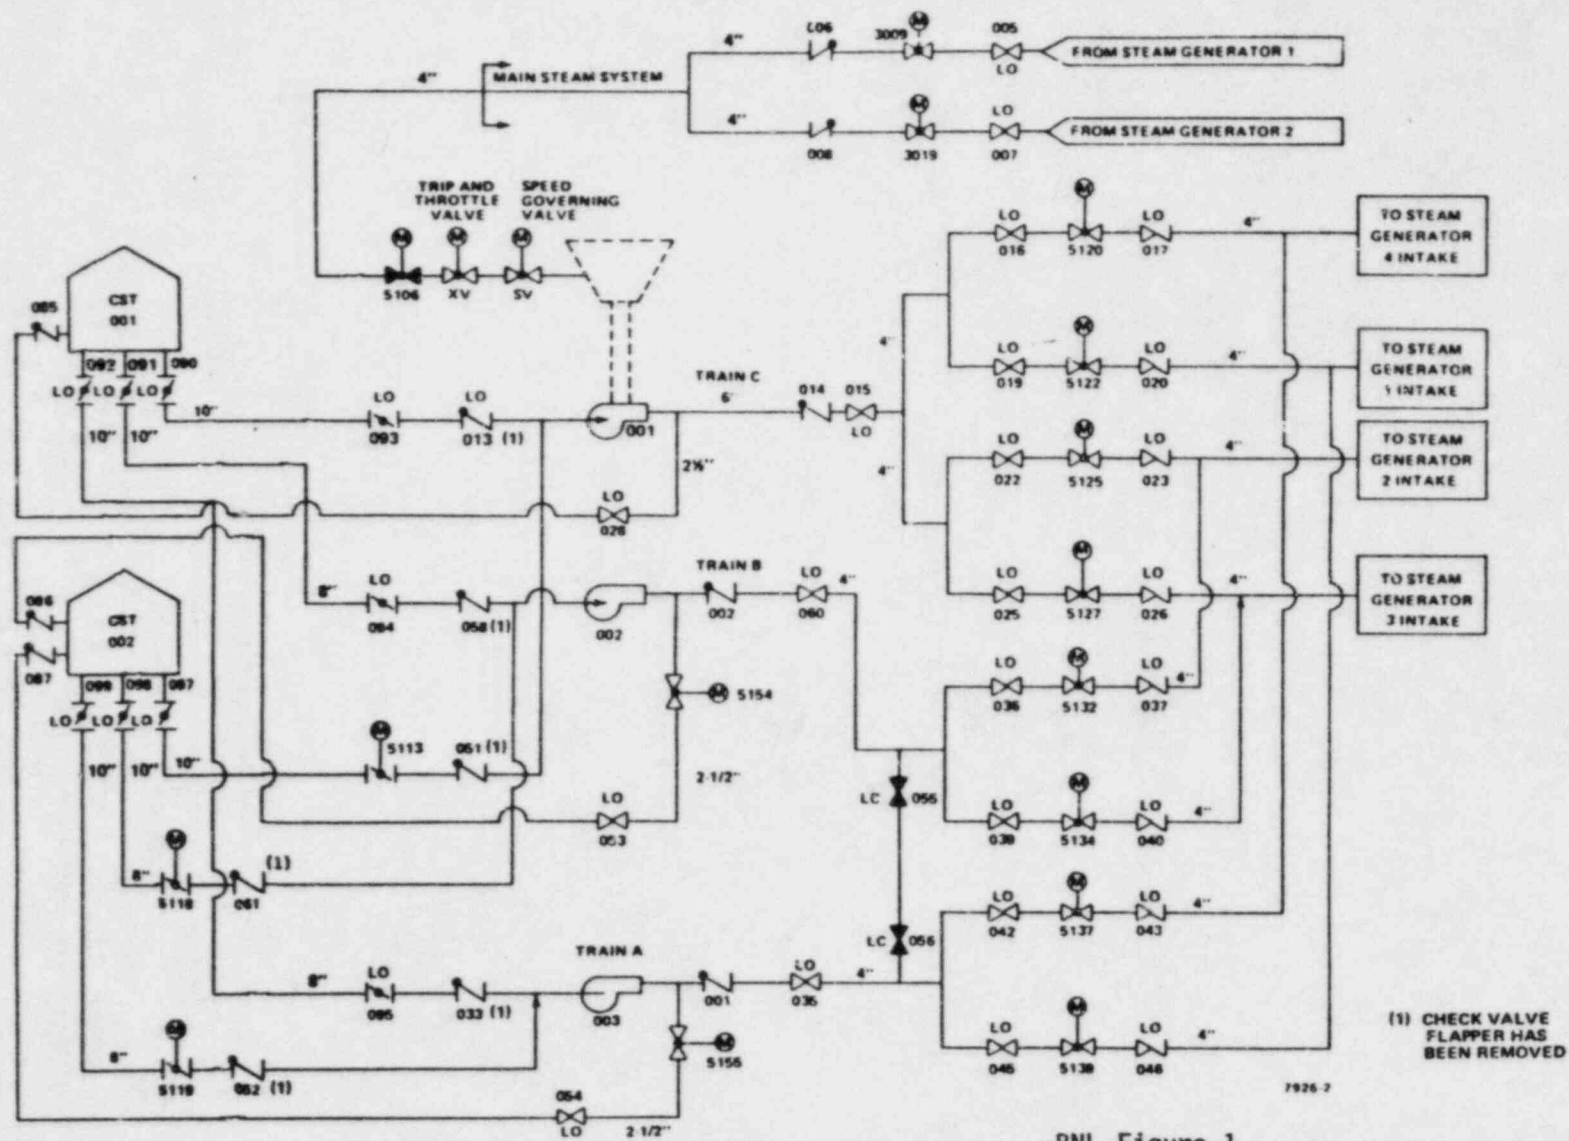 4"
006
M
3009
005
LO
FROM STEAM GENERATOR 1
4"
MAIN STEAM SYSTEM
4"
008
M
3019
LO
007
FROM STEAM GENERATOR 2
TRIP AND
THROTTLE
VALVE
SPEED
GOVERNING
VALVE
M
M
M
5106
XV
SV
LO
016
M
5120
LO
017
4"
TO STEAM
GENERATOR
4 INTAKE
085
CST
001
092
091
090
LO
LO
LO
10"
10"
10"
LO
093
LO
013 (1)
001
TRAIN C
6"
014
015
LO
4"
4"
LO
019
M
5122
LO
020
4"
TO STEAM
GENERATOR
1 INTAKE
2½"
LO
028
LO
022
M
5125
LO
023
4"
TO STEAM
GENERATOR
2 INTAKE
086
087
CST
002
8"
LO
094
058 (1)
002
TRAIN B
002
LO
060
4"
LO
025
M
5127
LO
026
4"
TO STEAM
GENERATOR
3 INTAKE
099
098
097
LO
LO
LO
10"
10"
10"
M
5113
051 (1)
M
5154
2-1/2"
LO
053
LO
036
M
5132
LO
037
4"
LC
055
LO
039
M
5134
LO
040
4"
8"
M
5118
061
(1)
TRAIN A
8"
LO
095
033 (1)
003
001
LO
035
4"
LC
056
LO
042
M
5137
LO
043
4"
8"
M
5119
052
(1)
M
5155
054
LO
2-1/2"
LO
045
M
5139
LO
046
4"
(1) CHECK VALVE
FLAPPER HAS
BEEN REMOVED
7926-2
BNL Figure 1